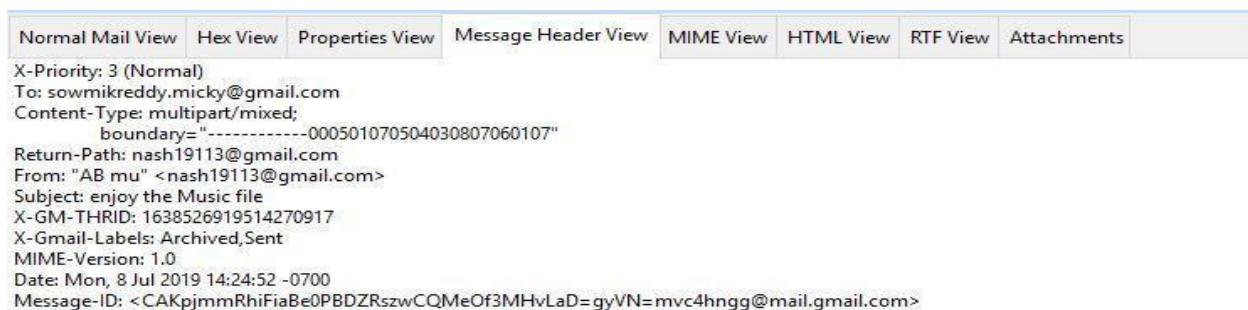 Normal Mail View Hex View Properties View Message Header View MIME View HTML View RTF View Attachments
X-Priority: 3 (Normal)
To: sowmikreddy.micky@gmail.com
Content-Type: multipart/mixed;
boundary="------------000501070504030807060107"
Return-Path: nash19113@gmail.com
From: "AB mu" <nash19113@gmail.com>
Subject: enjoy the Music file
X-GM-THRID: 1638526919514270917
X-Gmail-Labels: Archived,Sent
MIME-Version: 1.0
Date: Mon, 8 Jul 2019 14:24:52 -0700
Message-ID: <CAKpjmmRhiFiaBe0PBDZRszwCQMeOf3MHvLaD=gyVN=mvc4hngg@mail.gmail.com>